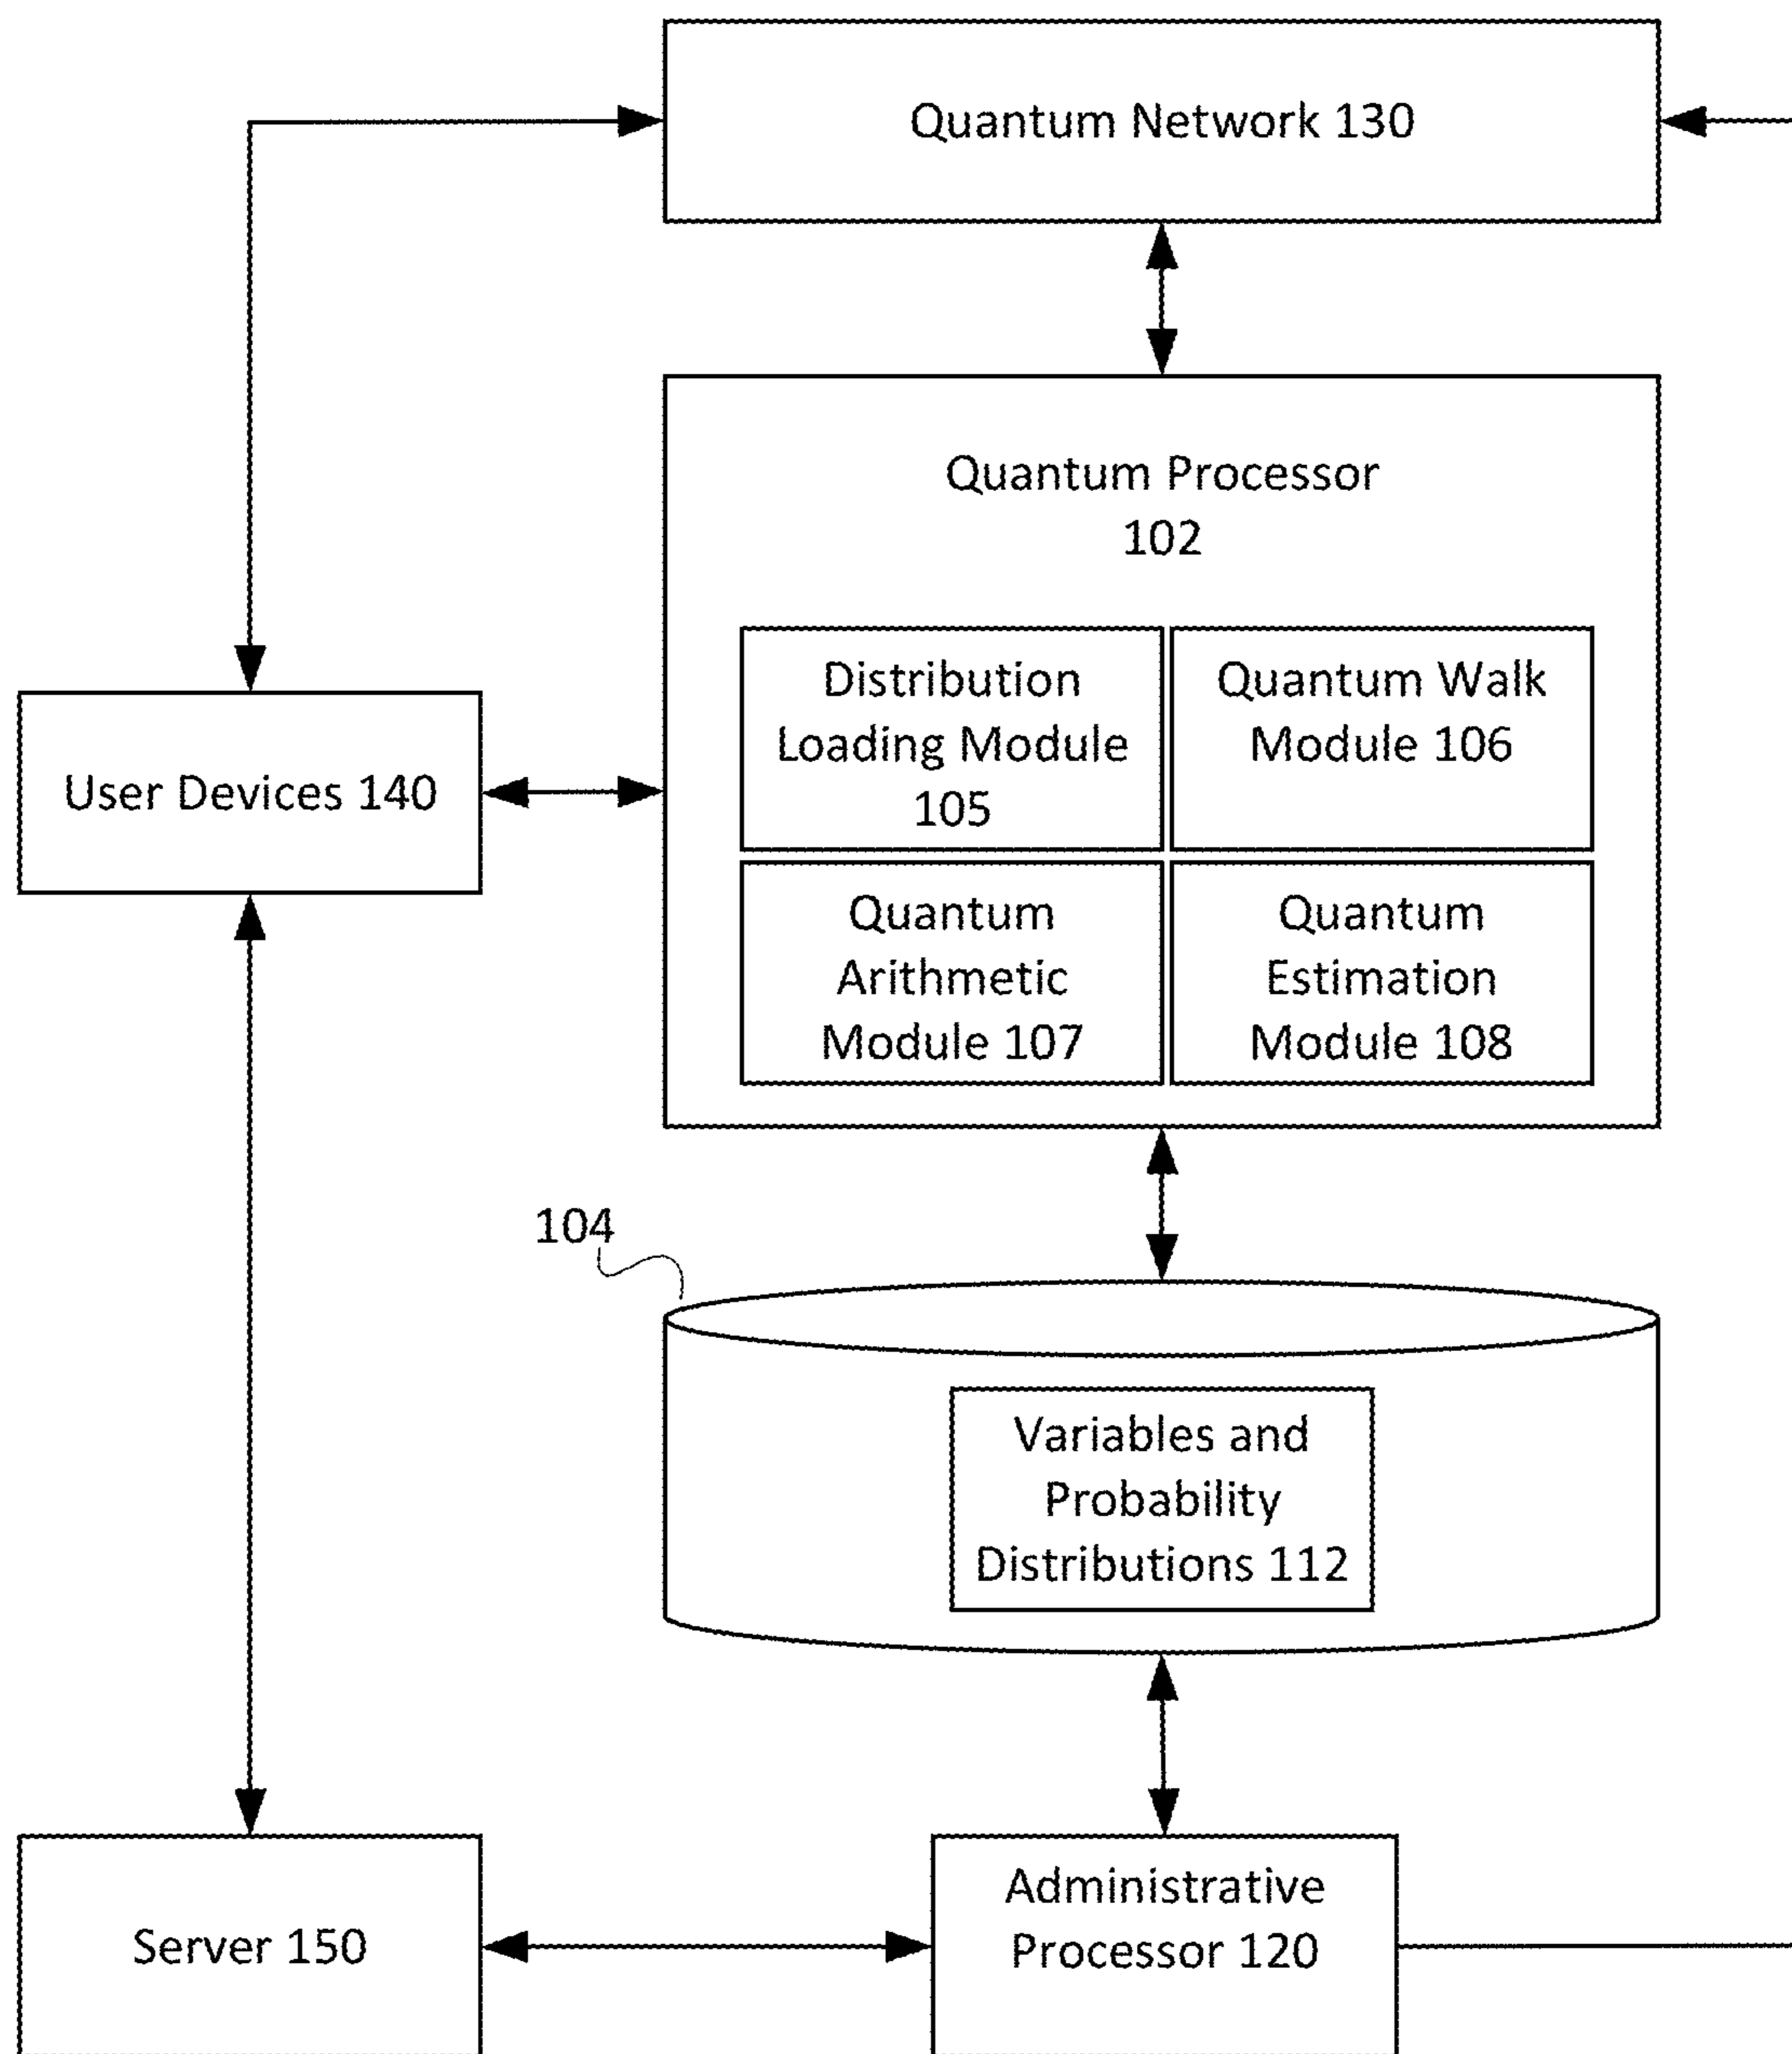 Quantum Network 130
Quantum Processor
102
Distribution
Loading Module
105
Quantum Walk
Module 106
User Devices 140
Quantum
Arithmetic
Module 107
Quantum
Estimation
Module 108
104
Variables and
Probability
Distributions 112
Server 150
Administrative
Processor 120